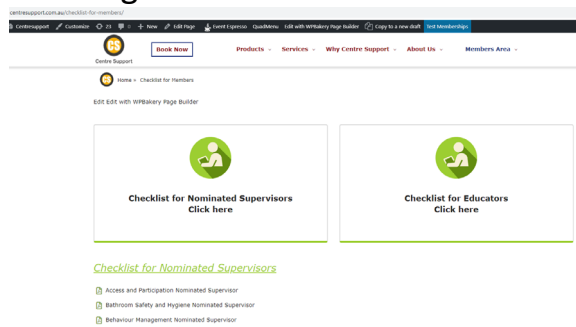 centresupport.com.au/checklist-for-members/
Centresupport Customize 23 0 New Edit Page Event Espresso QuadMenu Edit with WPBakery Page Builder Copy to a new draft Test Memberships
CS
Centre Support
Book Now Products Services Why Centre Support About Us Members Area
CS Home » Checklist for Members
Edit Edit with WPBakery Page Builder
Checklist for Nominated Supervisors
Click here
Checklist for Educators
Click here
Checklist for Nominated Supervisors
Access and Participation Nominated Supervisor
Bathroom Safety and Hygiene Nominated Supervisor
Behaviour Management Nominated Supervisor